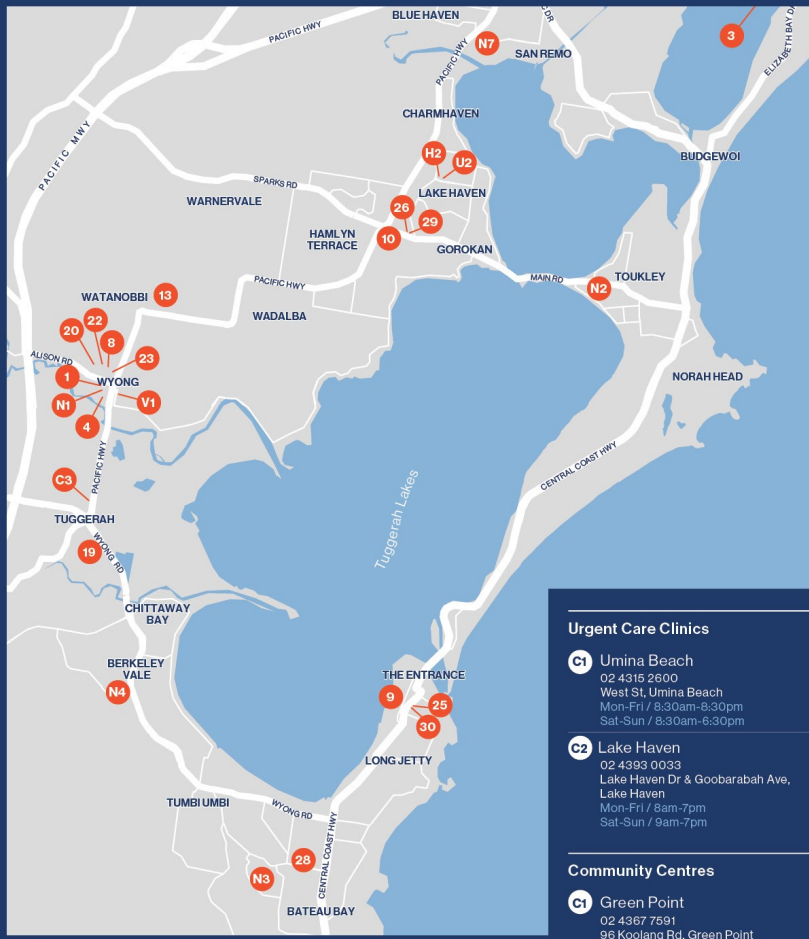 BLUE HAVEN
PACIFIC HWY
N7
PACIFIC HWY
SAN REMO
3
ELIZABETH BAY
PACIFIC MWY
CHARMHAVEN
H2
U2
BUDGEWOI
SPARKS RD
WARNERVALE
LAKE HAVEN
26
29
HAMLYN
TERRACE
10
GOROKAN
MAIN RD
TOUKLEY
N2
PACIFIC HWY
WATANOBBI
13
WADALBA
20
22
8
23
ALISON RD
1
WYONG
NORAH HEAD
N1
V1
4
PACIFIC HWY
CENTRAL COAST HWY
C3
Tuggerah Lakes
TUGGERAH
WYONG RD
19
CHITTAWAY
BAY
BERKELEY
VALE
N4
THE ENTRANCE
9
25
30
LONG JETTY
TUMBI UMBI
WYONG RD
CENTRAL COAST HWY
28
N3
BATEAU BAY
Urgent Care Clinics
C1 Umina Beach
02 4315 2600
West St, Umina Beach
Mon-Fri / 8:30am-8:30pm
Sat-Sun / 8:30am-6:30pm
C2 Lake Haven
02 4393 0033
Lake Haven Dr & Goobarabah Ave,
Lake Haven
Mon-Fri / 8am-7pm
Sat-Sun / 9am-7pm
Community Centres
C1 Green Point
02 4367 7591
96 Koolang Rd, Green Point